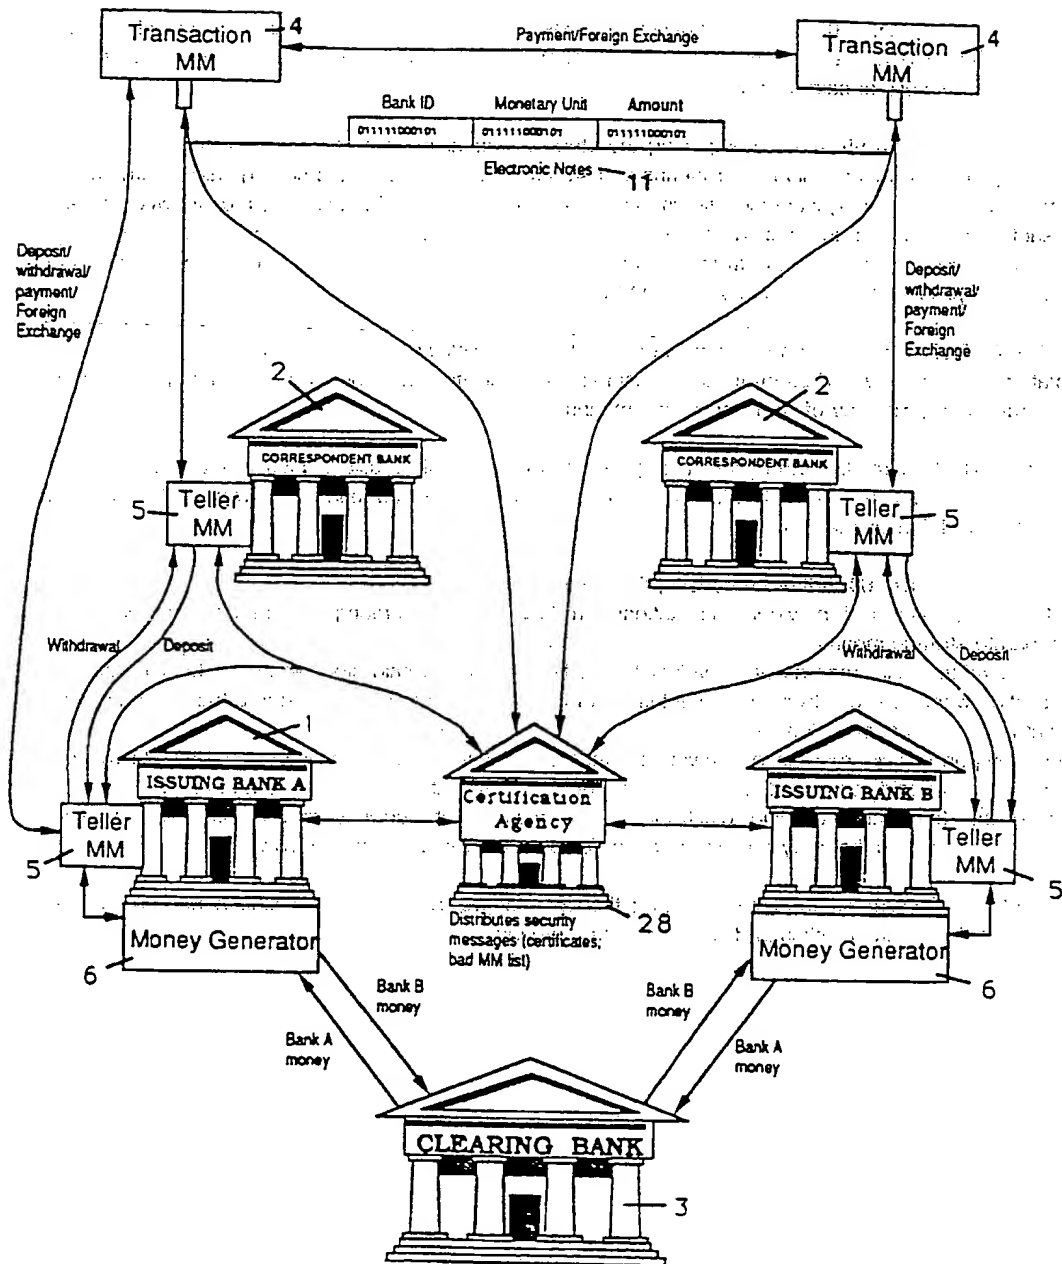 Transaction
MM
4
Payment/Foreign Exchange
Transaction
MM
4
Bank ID
Monetary Unit
Amount
011111000101
011111000101
011111000101
Electronic Notes
11
Deposit/
withdrawal/
payment/
Foreign
Exchange
Deposit/
withdrawal/
payment/
Foreign
Exchange
2
CORRESPONDENT BANK
2
CORRESPONDENT BANK
5
Teller
MM
Teller
MM
5
Withdrawal
Deposit
Withdrawal
Deposit
1
ISSUING BANK A
Certification
Agency
ISSUING BANK B
Teller
MM
5
Teller
MM
5
Distributes security
messages (certificates;
bad MM list)
28
Money Generator
6
Money Generator
6
Bank B
money
Bank A
money
Bank B
money
Bank A
money
CLEARING BANK
3